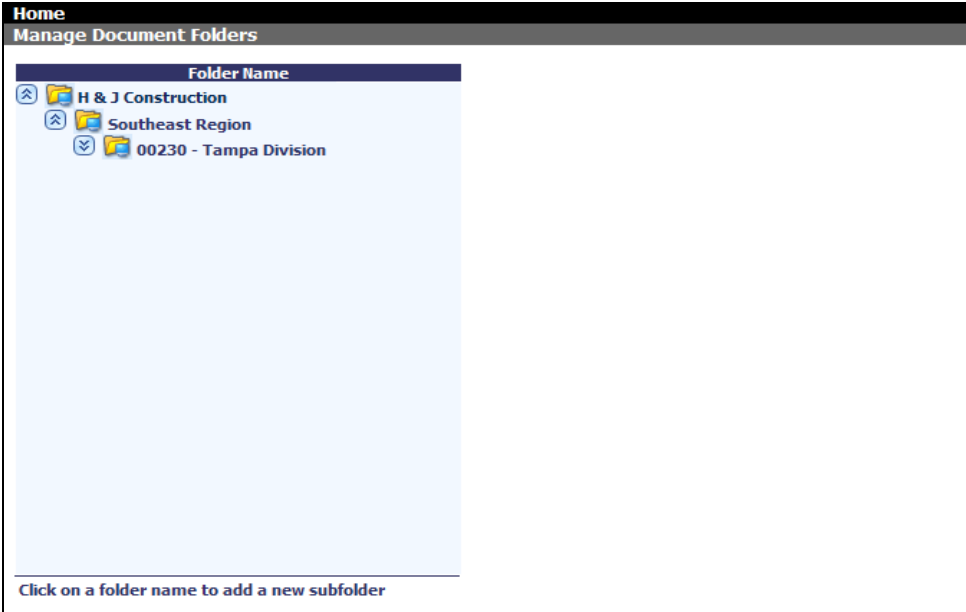 Home
Manage Document Folders
Folder Name
H & J Construction
Southeast Region
00230 - Tampa Division
Click on a folder name to add a new subfolder